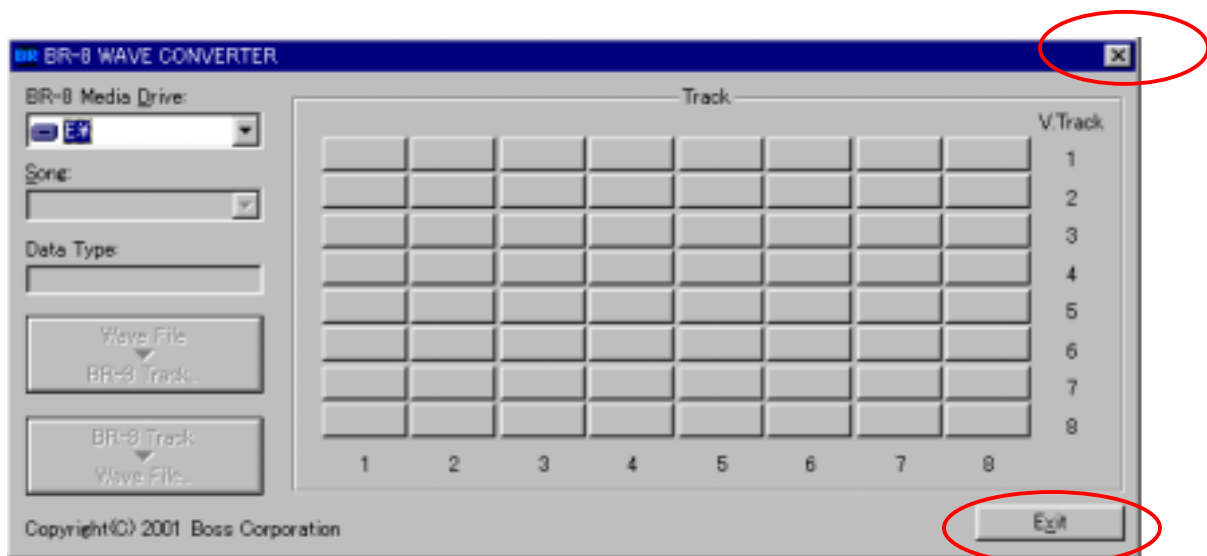 BR BR-8 WAVE CONVERTER
BR-8 Media Drive:
E:¥
Song:
Data Type:
Wave File
BR-8 Track...
BR-8 Track
Wave File...
Copyright(C) 2001 Boss Corporation
Track
V.Track
1
2
3
4
5
6
7
8
1 2 3 4 5 6 7 8
Exit